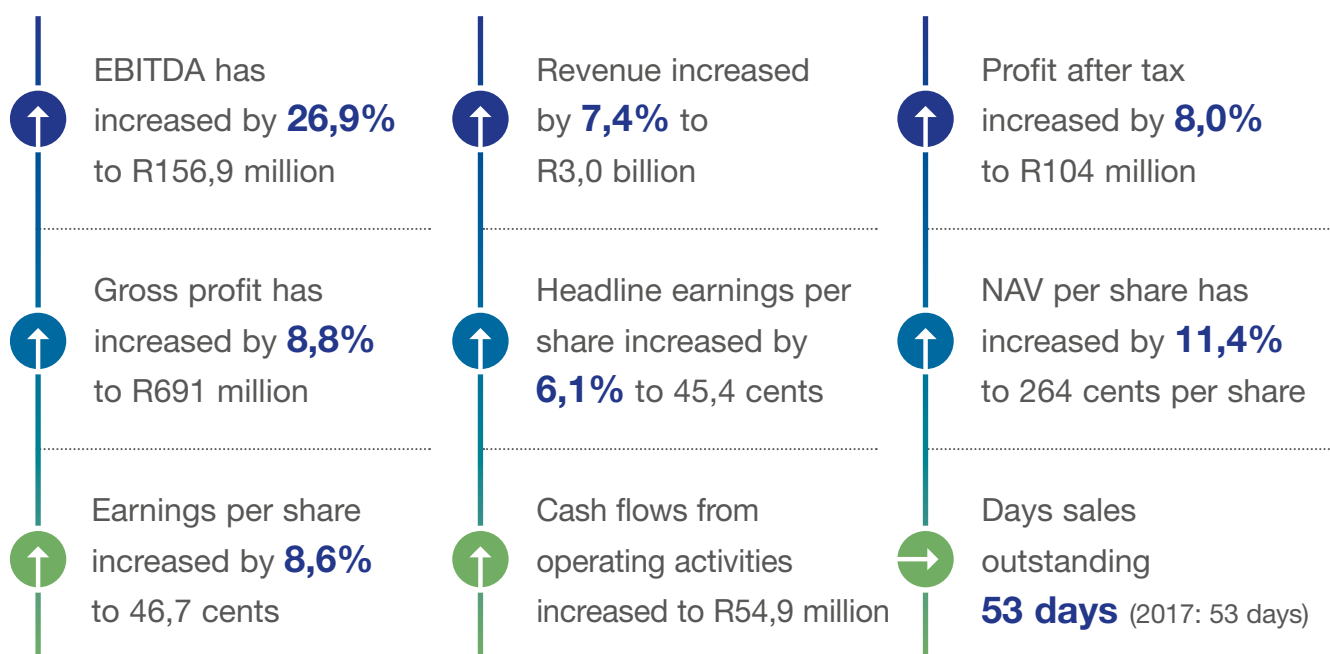 EBITDA has
increased by 26,9%
to R156,9 million
Revenue increased
by 7,4% to
R3,0 billion
Profit after tax
increased by 8,0%
to R104 million
Gross profit has
increased by 8,8%
to R691 million
Headline earnings per
share increased by
6,1% to 45,4 cents
NAV per share has
increased by 11,4%
to 264 cents per share
Earnings per share
increased by 8,6%
to 46,7 cents
Cash flows from
operating activities
increased to R54,9 million
Days sales
outstanding
53 days (2017: 53 days)